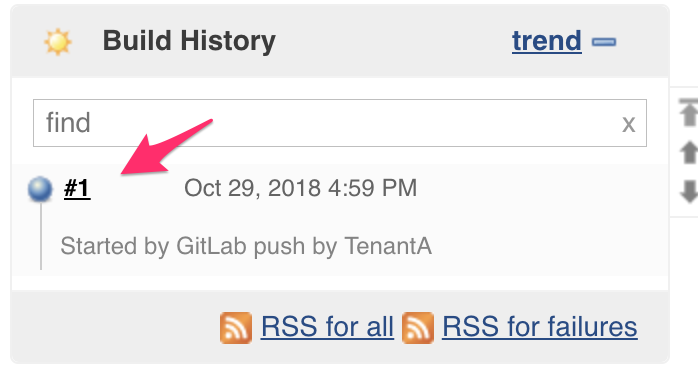 Build History trend
find x
#1 Oct 29, 2018 4:59 PM
Started by GitLab push by TenantA
RSS for all RSS for failures